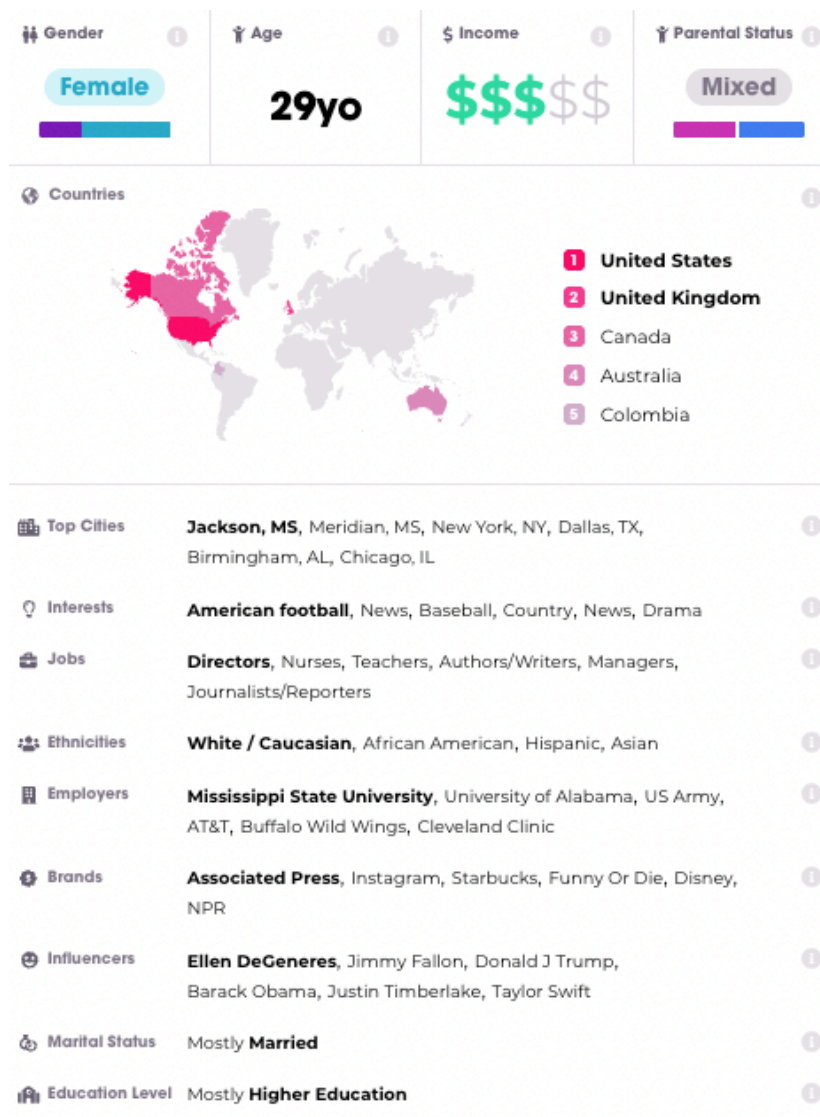 Gender
Age
$ Income
Parental Status
Female
29yo
$$$$$
Mixed
Countries
1 United States
2 United Kingdom
3 Canada
4 Australia
5 Colombia
Top Cities
Jackson, MS, Meridian, MS, New York, NY, Dallas, TX,
Birmingham, AL, Chicago, IL
Interests
American football, News, Baseball, Country, News, Drama
Jobs
Directors, Nurses, Teachers, Authors/Writers, Managers,
Journalists/Reporters
Ethnicities
White / Caucasian, African American, Hispanic, Asian
Employers
Mississippi State University, University of Alabama, US Army,
AT&T, Buffalo Wild Wings, Cleveland Clinic
Brands
Associated Press, Instagram, Starbucks, Funny Or Die, Disney,
NPR
Influencers
Ellen DeGeneres, Jimmy Fallon, Donald J Trump,
Barack Obama, Justin Timberlake, Taylor Swift
Marital Status
Mostly Married
Education Level
Mostly Higher Education